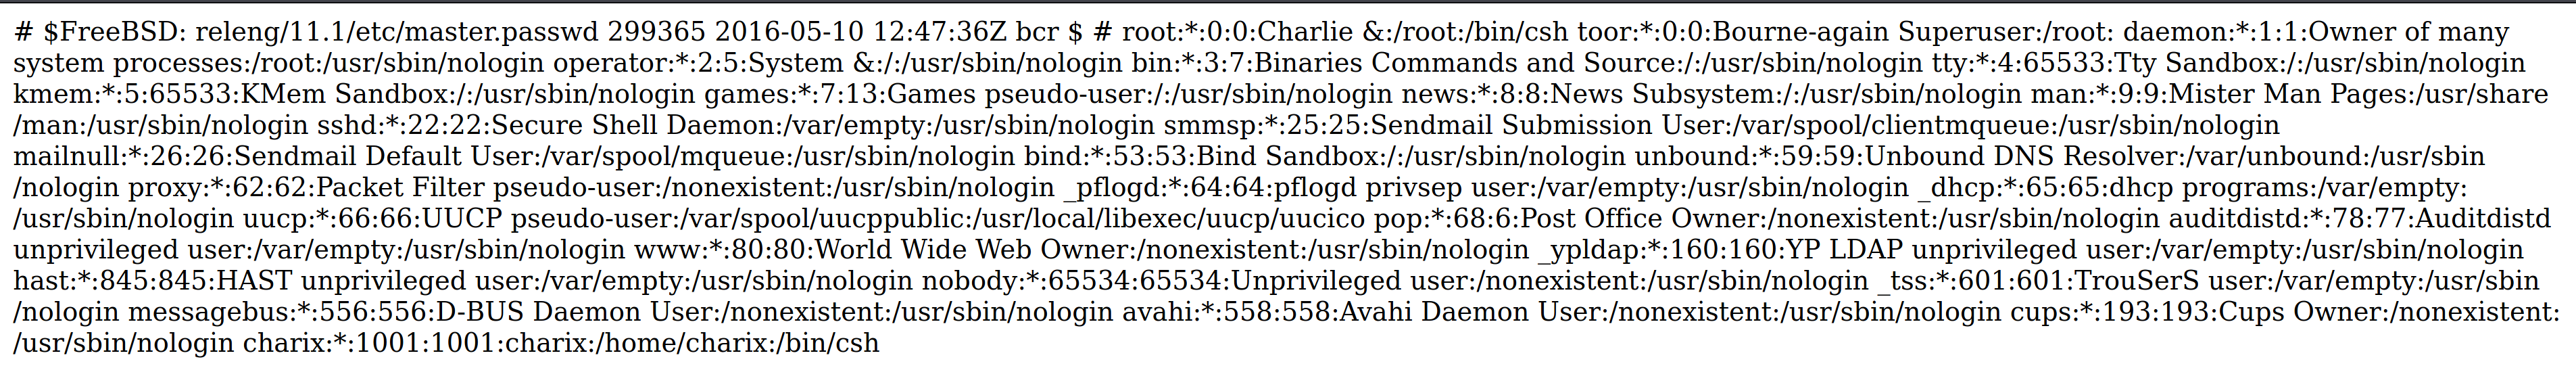 # $FreeBSD: releng/11.1/etc/master.passwd 299365 2016-05-10 12:47:36Z bcr $ # root:*:0:0:Charlie &:/root:/bin/csh toor:*:0:0:Bourne-again Superuser:/root: daemon:*:1:1:Owner of many
system processes:/root:/usr/sbin/nologin operator:*:2:5:System &:/:/usr/sbin/nologin bin:*:3:7:Binaries Commands and Source:/:/usr/sbin/nologin tty:*:4:65533:Tty Sandbox:/:/usr/sbin/nologin
kmem:*:5:65533:KMem Sandbox:/:/usr/sbin/nologin games:*:7:13:Games pseudo-user:/:/usr/sbin/nologin news:*:8:8:News Subsystem:/:/usr/sbin/nologin man:*:9:9:Mister Man Pages:/usr/share
/man:/usr/sbin/nologin sshd:*:22:22:Secure Shell Daemon:/var/empty:/usr/sbin/nologin smmsp:*:25:25:Sendmail Submission User:/var/spool/clientmqueue:/usr/sbin/nologin
mailnull:*:26:26:Sendmail Default User:/var/spool/mqueue:/usr/sbin/nologin bind:*:53:53:Bind Sandbox:/:/usr/sbin/nologin unbound:*:59:59:Unbound DNS Resolver:/var/unbound:/usr/sbin
/nologin proxy:*:62:62:Packet Filter pseudo-user:/nonexistent:/usr/sbin/nologin _pflogd:*:64:64:pflogd privsep user:/var/empty:/usr/sbin/nologin _dhcp:*:65:65:dhcp programs:/var/empty:
/usr/sbin/nologin uucp:*:66:66:UUCP pseudo-user:/var/spool/uucppublic:/usr/local/libexec/uucp/uucico pop:*:68:6:Post Office Owner:/nonexistent:/usr/sbin/nologin auditdistd:*:78:77:Auditdistd
unprivileged user:/var/empty:/usr/sbin/nologin www:*:80:80:World Wide Web Owner:/nonexistent:/usr/sbin/nologin _ypldap:*:160:160:YP LDAP unprivileged user:/var/empty:/usr/sbin/nologin
hast:*:845:845:HAST unprivileged user:/var/empty:/usr/sbin/nologin nobody:*:65534:65534:Unprivileged user:/nonexistent:/usr/sbin/nologin _tss:*:601:601:TrouSerS user:/var/empty:/usr/sbin
/nologin messagebus:*:556:556:D-BUS Daemon User:/nonexistent:/usr/sbin/nologin avahi:*:558:558:Avahi Daemon User:/nonexistent:/usr/sbin/nologin cups:*:193:193:Cups Owner:/nonexistent:
/usr/sbin/nologin charix:*:1001:1001:charix:/home/charix:/bin/csh